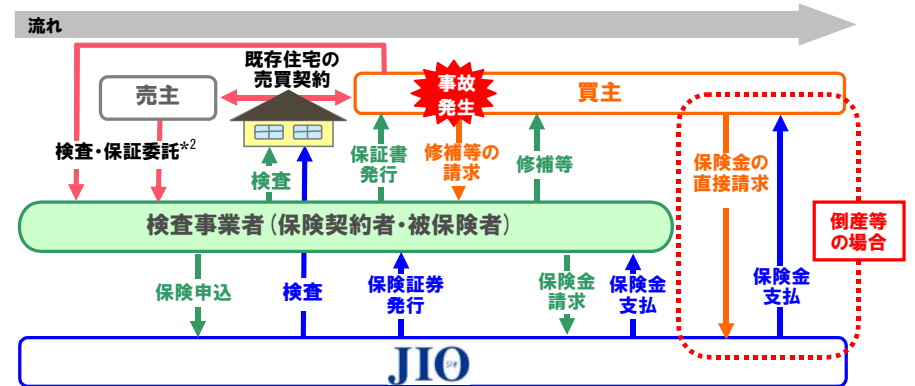 流れ
既存住宅の
売買契約
売主
事故
発生
買主
検査・保証委託*2
検査
保証書
発行
修補等の
請求
修補等
保険金の
直接請求
検査事業者(保険契約者・被保険者)
倒産等
の場合
保険申込
検査
保険証券
発行
保険金
請求
保険金
支払
保険金
支払
JIO
ジオ